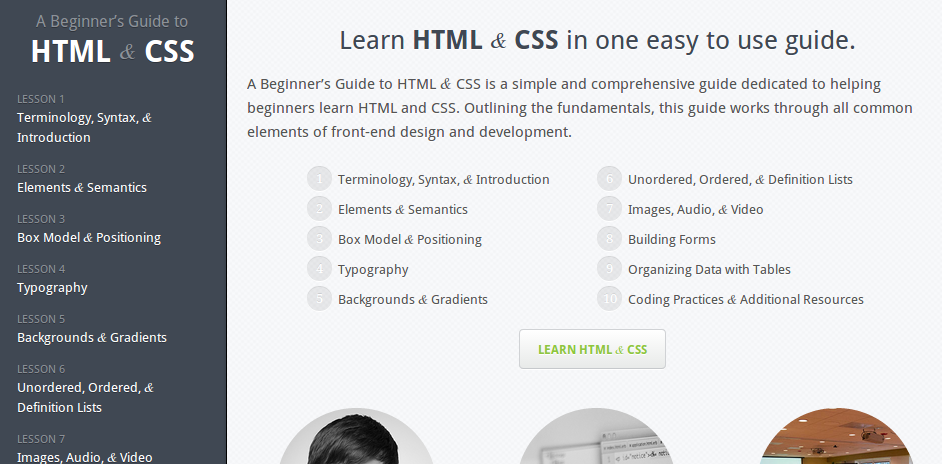 A Beginner’s Guide to
HTML & CSS
LESSON 1
Terminology, Syntax, &
Introduction
LESSON 2
Elements & Semantics
LESSON 3
Box Model & Positioning
LESSON 4
Typography
LESSON 5
Backgrounds & Gradients
LESSON 6
Unordered, Ordered, &
Definition Lists
LESSON 7
Images, Audio, & Video
Learn HTML & CSS in one easy to use guide.
A Beginner’s Guide to HTML & CSS is a simple and comprehensive guide dedicated to helping
beginners learn HTML and CSS. Outlining the fundamentals, this guide works through all common
elements of front-end design and development.
1 Terminology, Syntax, & Introduction
2 Elements & Semantics
3 Box Model & Positioning
4 Typography
5 Backgrounds & Gradients
6 Unordered, Ordered, & Definition Lists
7 Images, Audio, & Video
8 Building Forms
9 Organizing Data with Tables
10 Coding Practices & Additional Resources
LEARN HTML & CSS